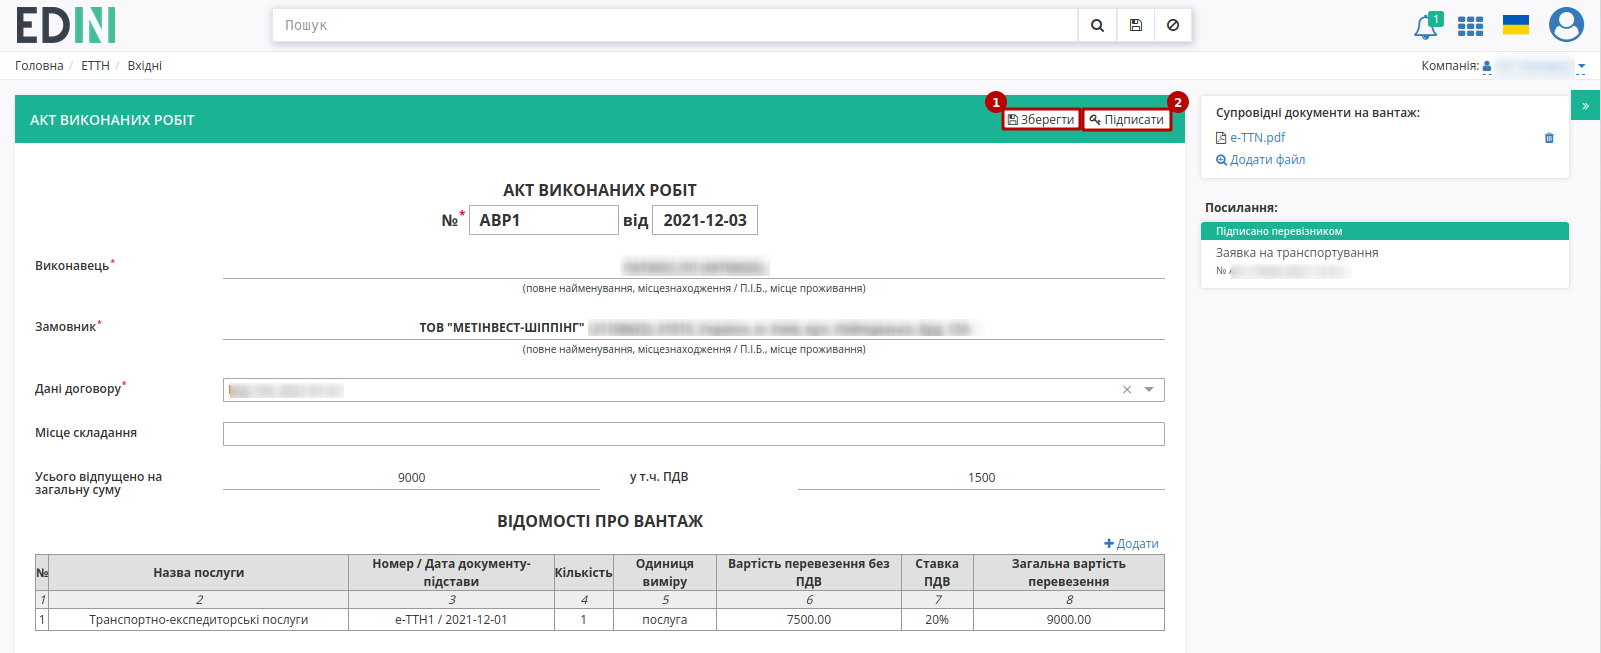 EDIN
Пошук
1
Головна / ЕТТН / Вхідні
Компанія:
АКТ ВИКОНАНИХ РОБІТ
1
Зберегти
2
Підписати
»
Супровідні документи на вантаж:
e-TTN.pdf
Додати файл
Посилання:
Підписано перевізником
Заявка на транспортування
№
АКТ ВИКОНАНИХ РОБІТ
№* АВР1 від 2021-12-03
Виконавець*
(повне найменування, місцезнаходження / П.І.Б., місце проживання)
Замовник* ТОВ "МЕТІНВЕСТ-ШІППІНГ"
(повне найменування, місцезнаходження / П.І.Б., місце проживання)
Дані договору*
Місце складання
Усього відпущено на загальну суму 9000 у т.ч. ПДВ 1500
ВІДОМОСТІ ПРО ВАНТАЖ
Додати
№ Назва послуги Номер / Дата документу-підстави Кількість Одиниця виміру Вартість перевезення без ПДВ Ставка ПДВ Загальна вартість перевезення
1 2 3 4 5 6 7 8
1 Транспортно-експедиторські послуги е-ТТН1 / 2021-12-01 1 послуга 7500.00 20% 9000.00